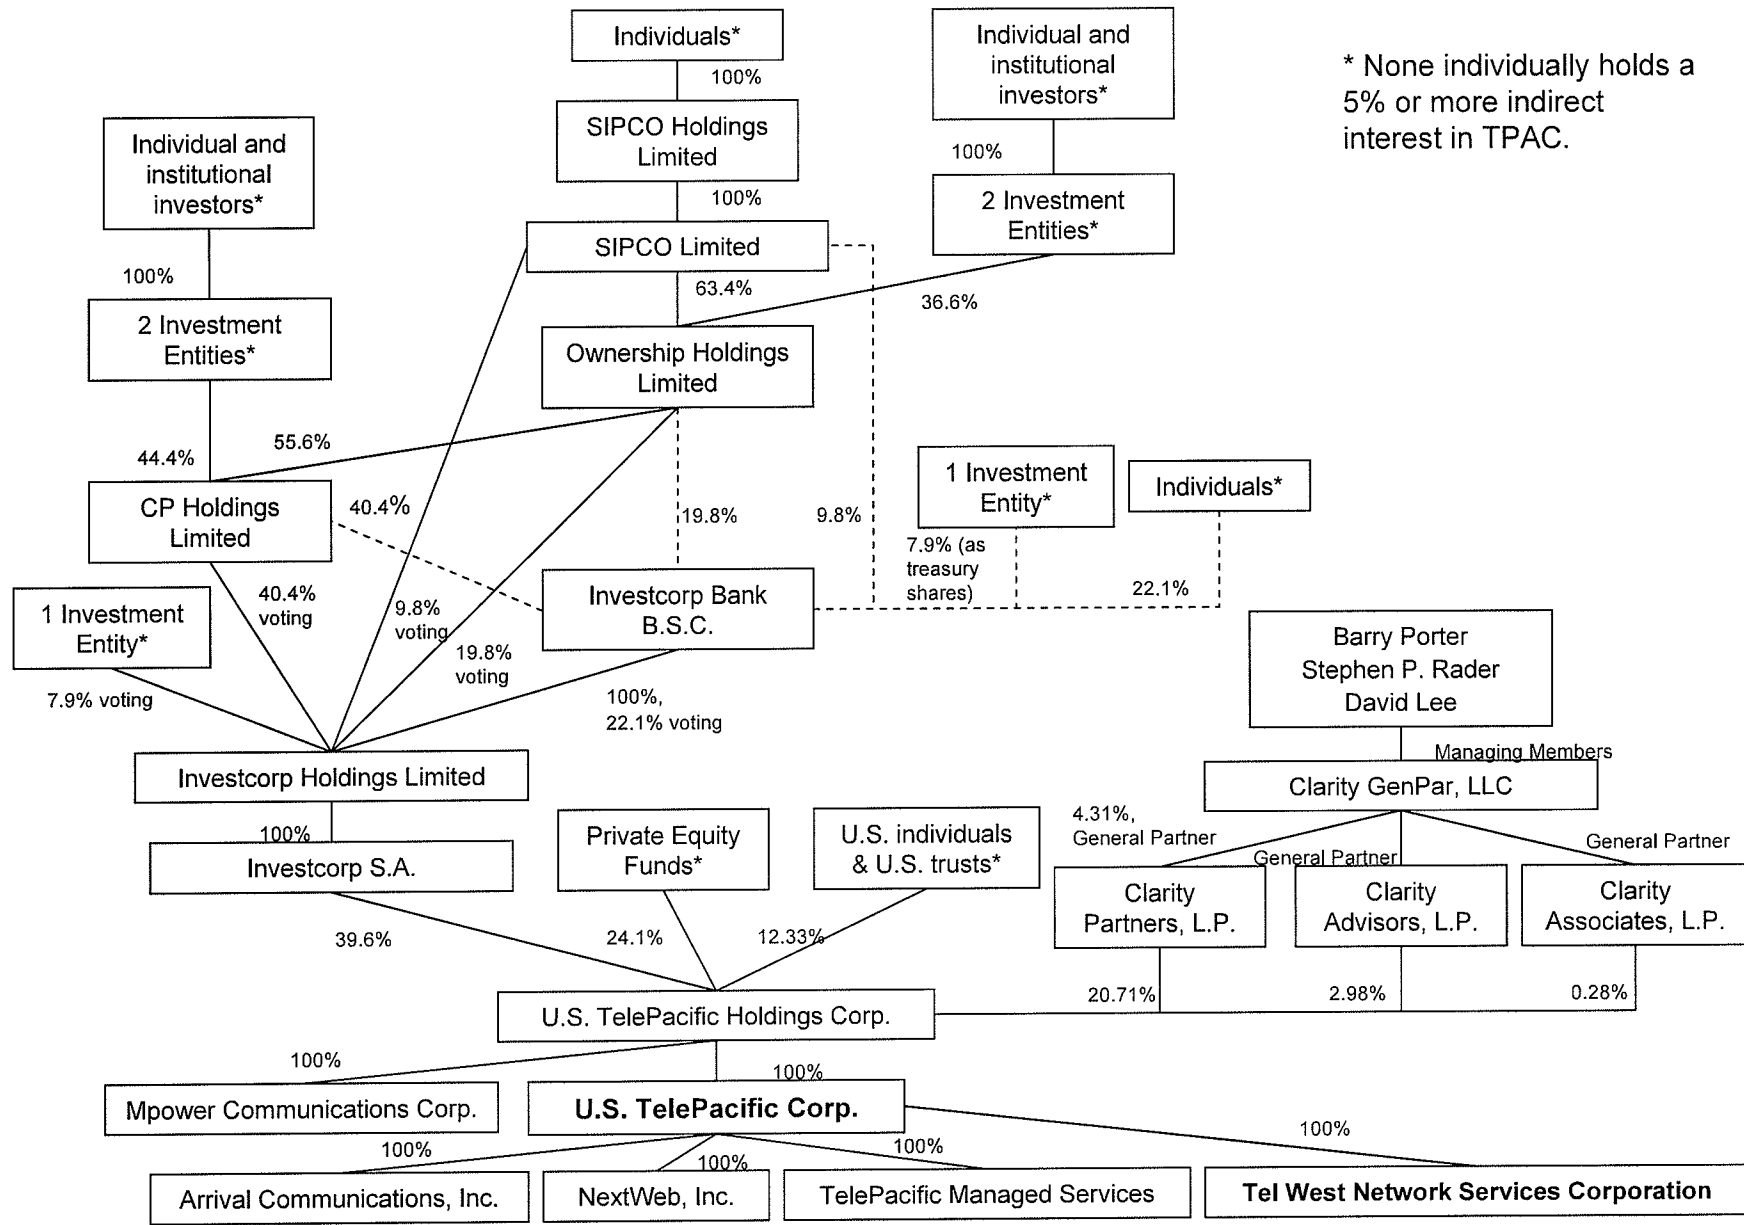 Individuals*
100%
SIPCO Holdings
Limited
100%
SIPCO Limited
63.4%
Individual and
institutional
investors*
100%
2 Investment
Entities*
36.6%
* None individually holds a
5% or more indirect
interest in TPAC.
Individual and
institutional
investors*
100%
2 Investment
Entities*
44.4%
55.6%
Ownership Holdings
Limited
CP Holdings
Limited
40.4%
19.8%
9.8%
1 Investment
Entity*
7.9% (as
treasury
shares)
Individuals*
22.1%
Investcorp Bank
B.S.C.
1 Investment
Entity*
7.9% voting
40.4%
voting
9.8%
voting
19.8%
voting
100%,
22.1% voting
Investcorp Holdings Limited
100%
Investcorp S.A.
39.6%
Private Equity
Funds*
24.1%
U.S. individuals
& U.S. trusts*
12.33%
Barry Porter
Stephen P. Rader
David Lee
Managing Members
Clarity GenPar, LLC
4.31%,
General Partner
General Partner
General Partner
Clarity
Partners, L.P.
Clarity
Advisors, L.P.
Clarity
Associates, L.P.
20.71%
2.98%
0.28%
U.S. TelePacific Holdings Corp.
100%
100%
Mpower Communications Corp.
U.S. TelePacific Corp.
100%
100%
100%
100%
Arrival Communications, Inc.
NextWeb, Inc.
TelePacific Managed Services
Tel West Network Services Corporation